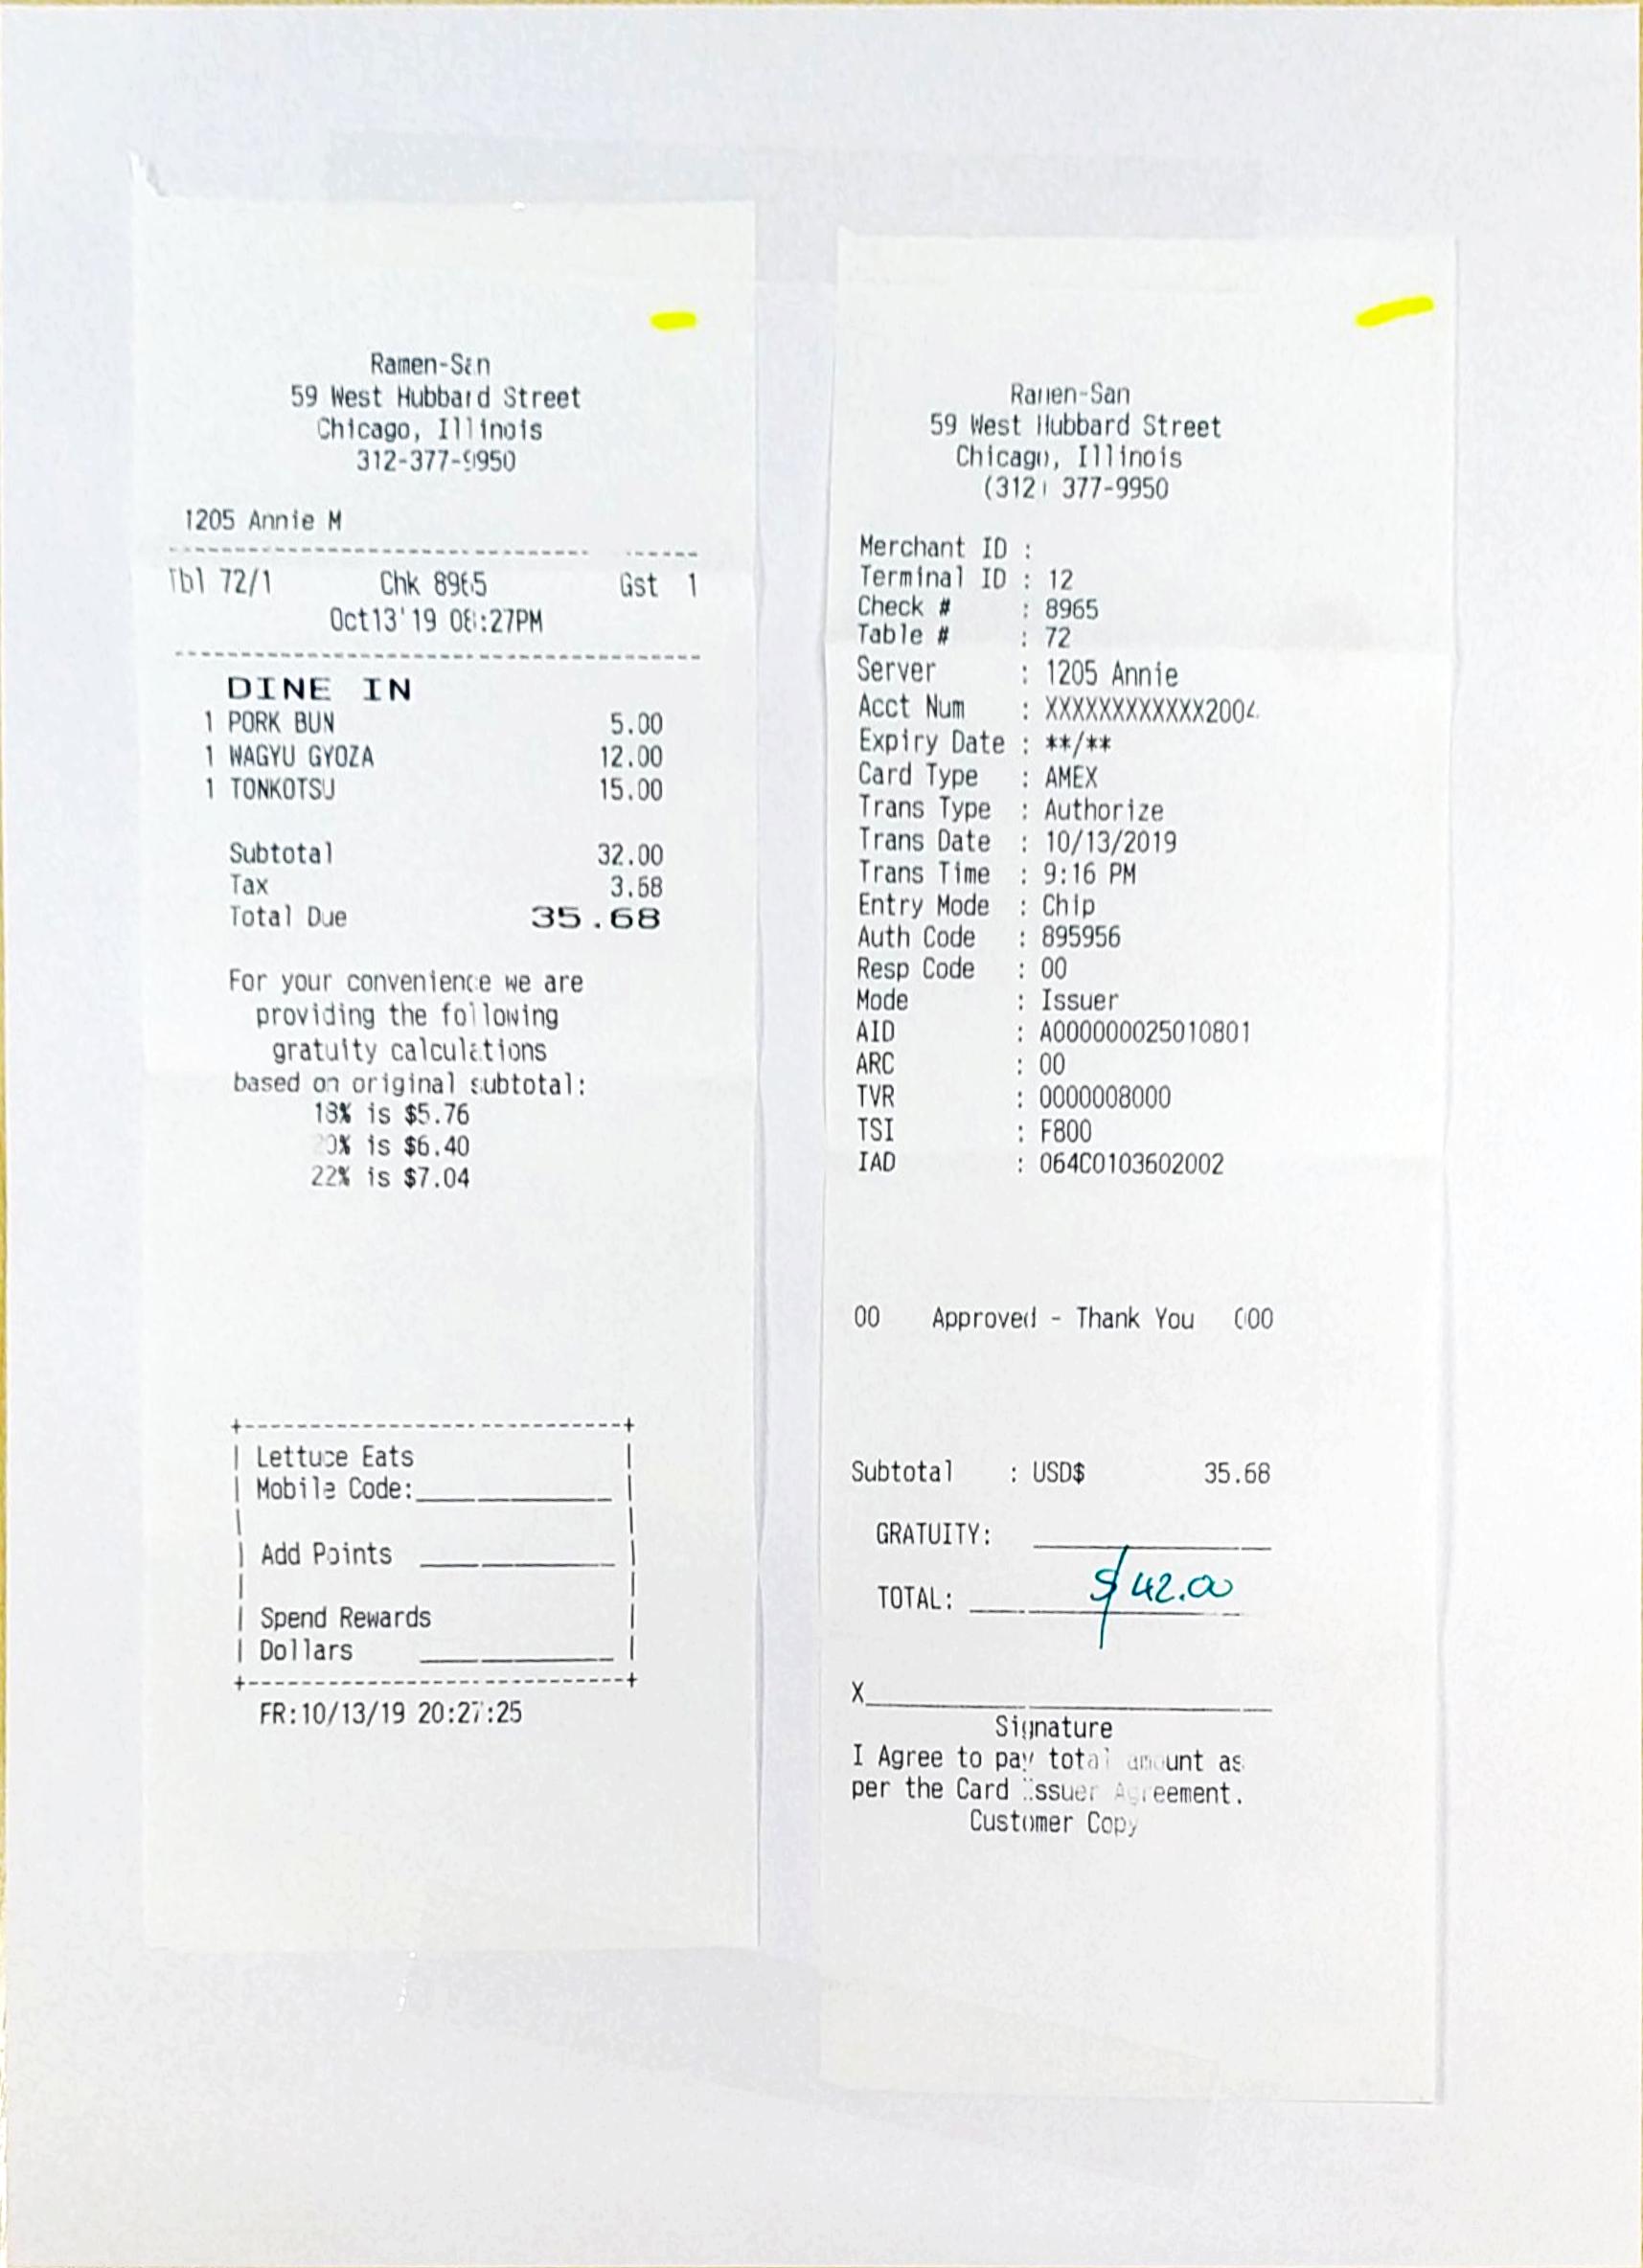 Ramen-San
59 West Hubbard Street
Chicago, Illinois
312-377-9950
1205 Annie M
Tbl 72/1 Chk 8965 Gst 1
Oct13'19 08:27PM
DINE IN
1 PORK BUN 5.00
1 WAGYU GYOZA 12.00
1 TONKOTSU 15.00
Subtotal 32.00
Tax 3.68
Total Due 35.68
For your convenience we are
providing the following
gratuity calculations
based on original subtotal:
18% is $5.76
20% is $6.40
22% is $7.04
Lettuce Eats
Mobile Code:
Add Points
Spend Rewards
Dollars
FR:10/13/19 20:27:25
Ramen-San
59 West Hubbard Street
Chicago, Illinois
(312) 377-9950
Merchant ID :
Terminal ID : 12
Check # : 8965
Table # : 72
Server : 1205 Annie
Acct Num : XXXXXXXXXXXX2004
Expiry Date : **/**
Card Type : AMEX
Trans Type : Authorize
Trans Date : 10/13/2019
Trans Time : 9:16 PM
Entry Mode : Chip
Auth Code : 895956
Resp Code : 00
Mode : Issuer
AID : A000000025010801
ARC : 00
TVR : 0000008000
TSI : F800
IAD : 064C0103602002
00 Approved - Thank You 000
Subtotal : USD$ 35.68
GRATUITY:
TOTAL: $42.00
X
Signature
I Agree to pay total amount as
per the Card Issuer Agreement.
Customer Copy